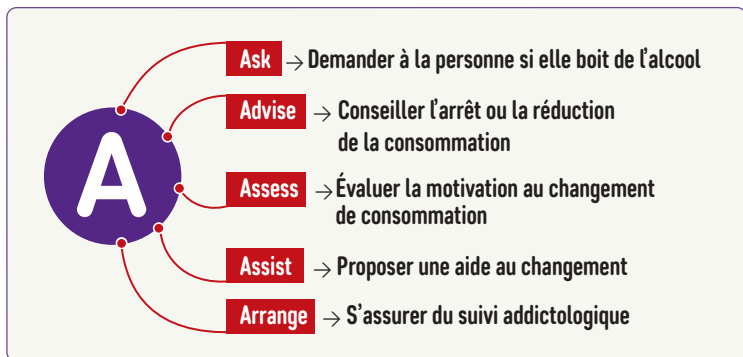 A
Ask → Demander à la personne si elle boit de l'alcool
Advise → Conseiller l'arrêt ou la réduction
de la consommation
Assess → Évaluer la motivation au changement
de consommation
Assist → Proposer une aide au changement
Arrange → S'assurer du suivi addictologique